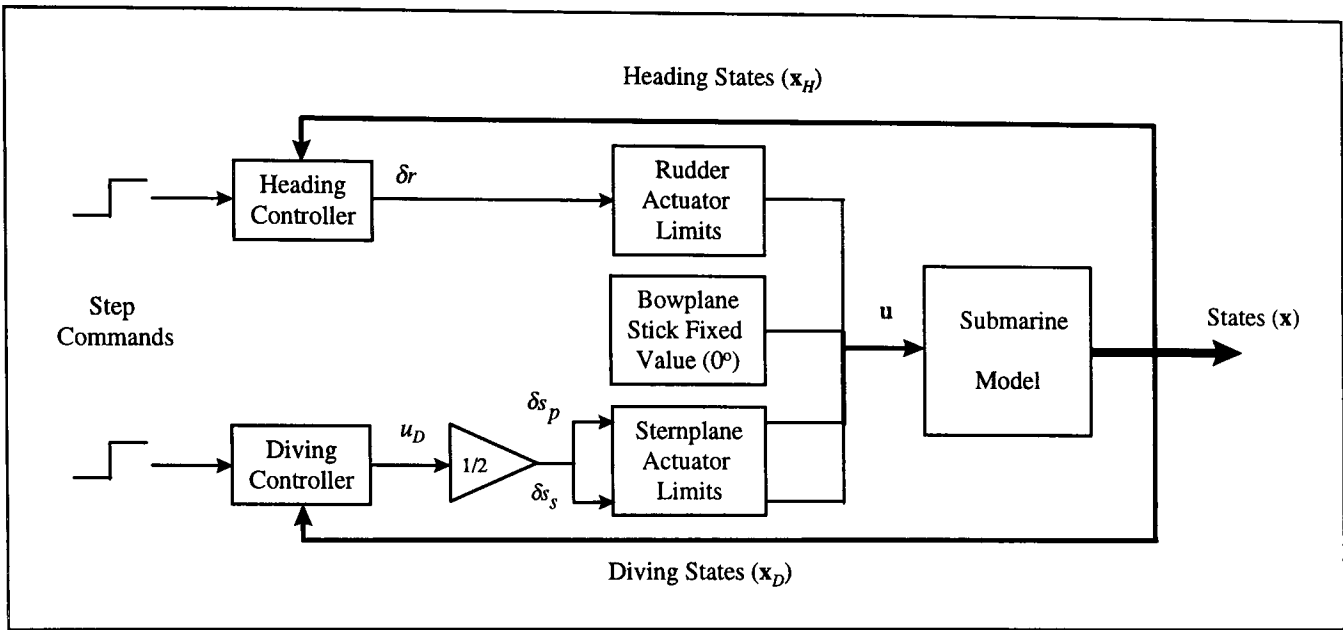 Heading States (x_H)
Heading
Controller
δr
Rudder
Actuator
Limits
Step
Commands
Bowplane
Stick Fixed
Value (0°)
u
Submarine
Model
States (x)
Diving
Controller
u_D
1/2
δs_p
δs_s
Sternplane
Actuator
Limits
Diving States (x_D)